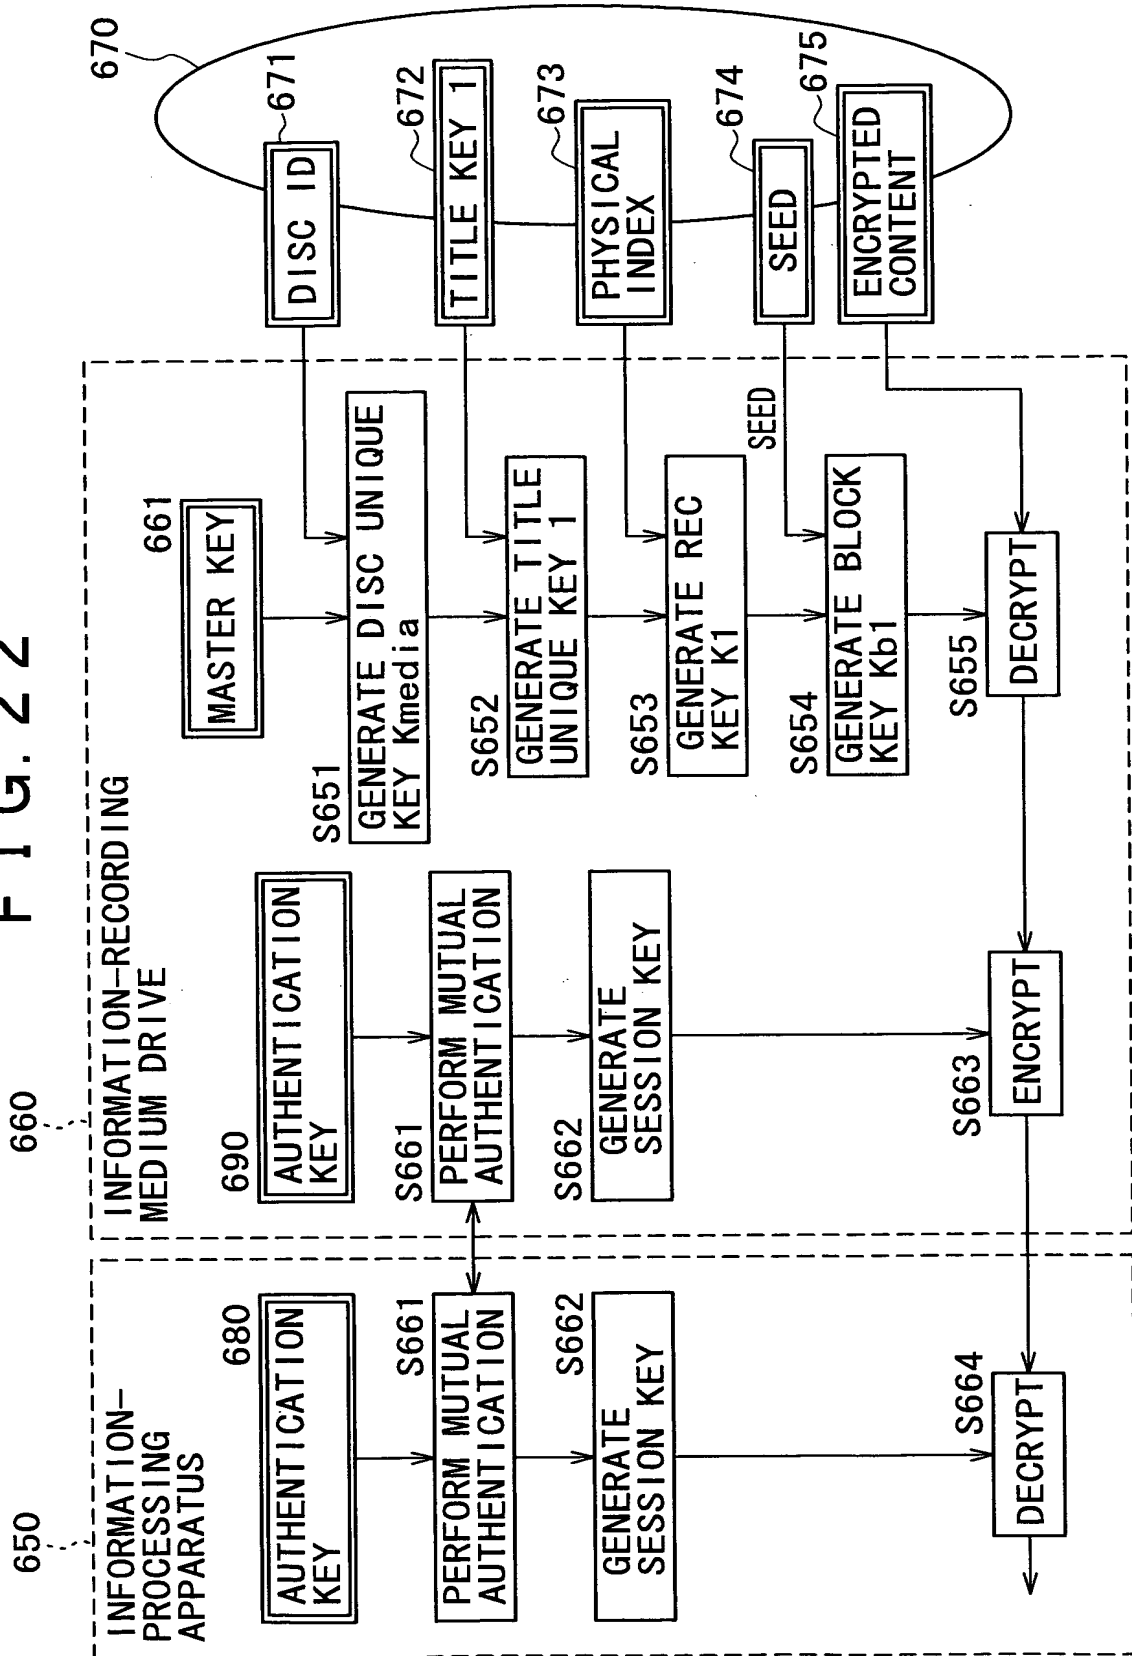 FIG. 22
650
INFORMATION-
PROCESSING
APPARATUS
680
AUTHENTICATION
KEY
S661
PERFORM MUTUAL
AUTHENTICATION
S662
GENERATE
SESSION KEY
S664
DECRYPT
660
INFORMATION-RECORDING
MEDIUM DRIVE
690
AUTHENTICATION
KEY
S661
PERFORM MUTUAL
AUTHENTICATION
S662
GENERATE
SESSION KEY
S663
ENCRYPT
661
MASTER KEY
S651
GENERATE DISC UNIQUE
KEY Kmedia
S652
GENERATE TITLE
UNIQUE KEY 1
S653
GENERATE REC
KEY K1
SEED
S654
GENERATE BLOCK
KEY Kb1
S655
DECRYPT
670
671
DISC ID
672
TITLE KEY 1
673
PHYSICAL
INDEX
674
SEED
675
ENCRYPTED
CONTENT